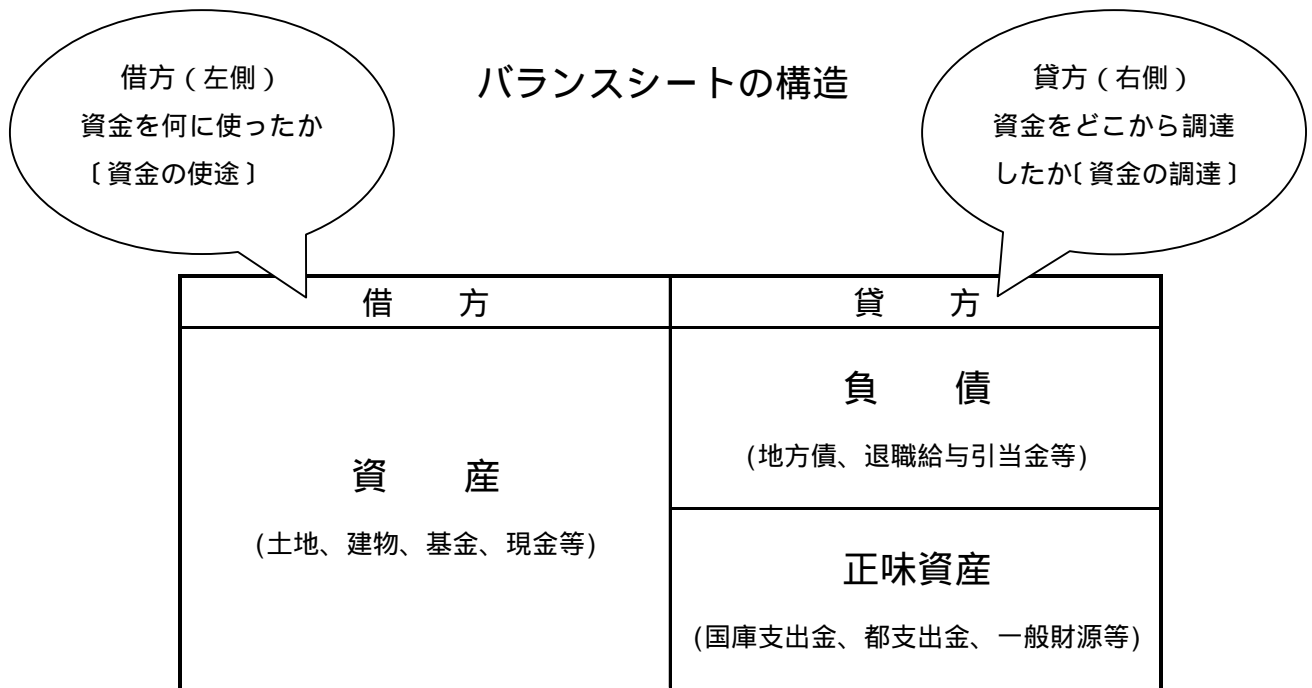 バランスシートの構造
借方（左側）
資金を何に使ったか
〔資金の使途〕
貸方（右側）
資金をどこから調達
したか〔資金の調達〕
借　　方
貸　　方
資　　産
(土地、建物、基金、現金等)
負　　債
(地方債、退職給与引当金等)
正味資産
(国庫支出金、都支出金、一般財源等)